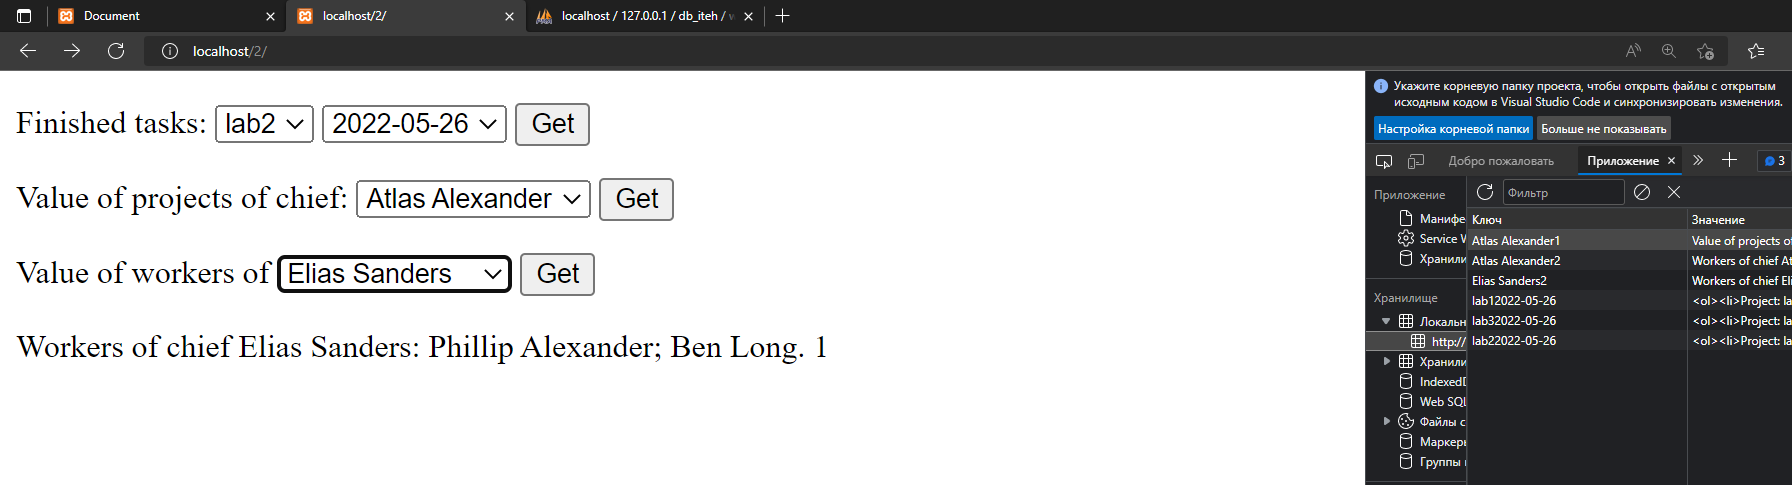 Document
localhost/2/
localhost / 127.0.0.1 / db_iteh /
localhost/2/
Finished tasks: lab2 2022-05-26 Get
Value of projects of chief: Atlas Alexander Get
Value of workers of Elias Sanders Get
Workers of chief Elias Sanders: Phillip Alexander; Ben Long. 1
Укажите корневую папку проекта, чтобы открыть файлы с открытым
исходным кодом в Visual Studio Code и синхронизировать изменения.
Настройка корневой папки Больше не показывать
Добро пожаловать Приложение 3
Приложение
Манифе
Service W
Хранили
Хранилище
Локальн
http://
Хранили
IndexedD
Web SQL
Файлы с
Маркеры
Группы
Фильтр
Ключ Значение
Atlas Alexander1 Value of projects of
Atlas Alexander2 Workers of chief At
Elias Sanders2 Workers of chief Eli
lab12022-05-26 <ol><li>Project: la
lab32022-05-26 <ol><li>Project: la
lab22022-05-26 <ol><li>Project: la